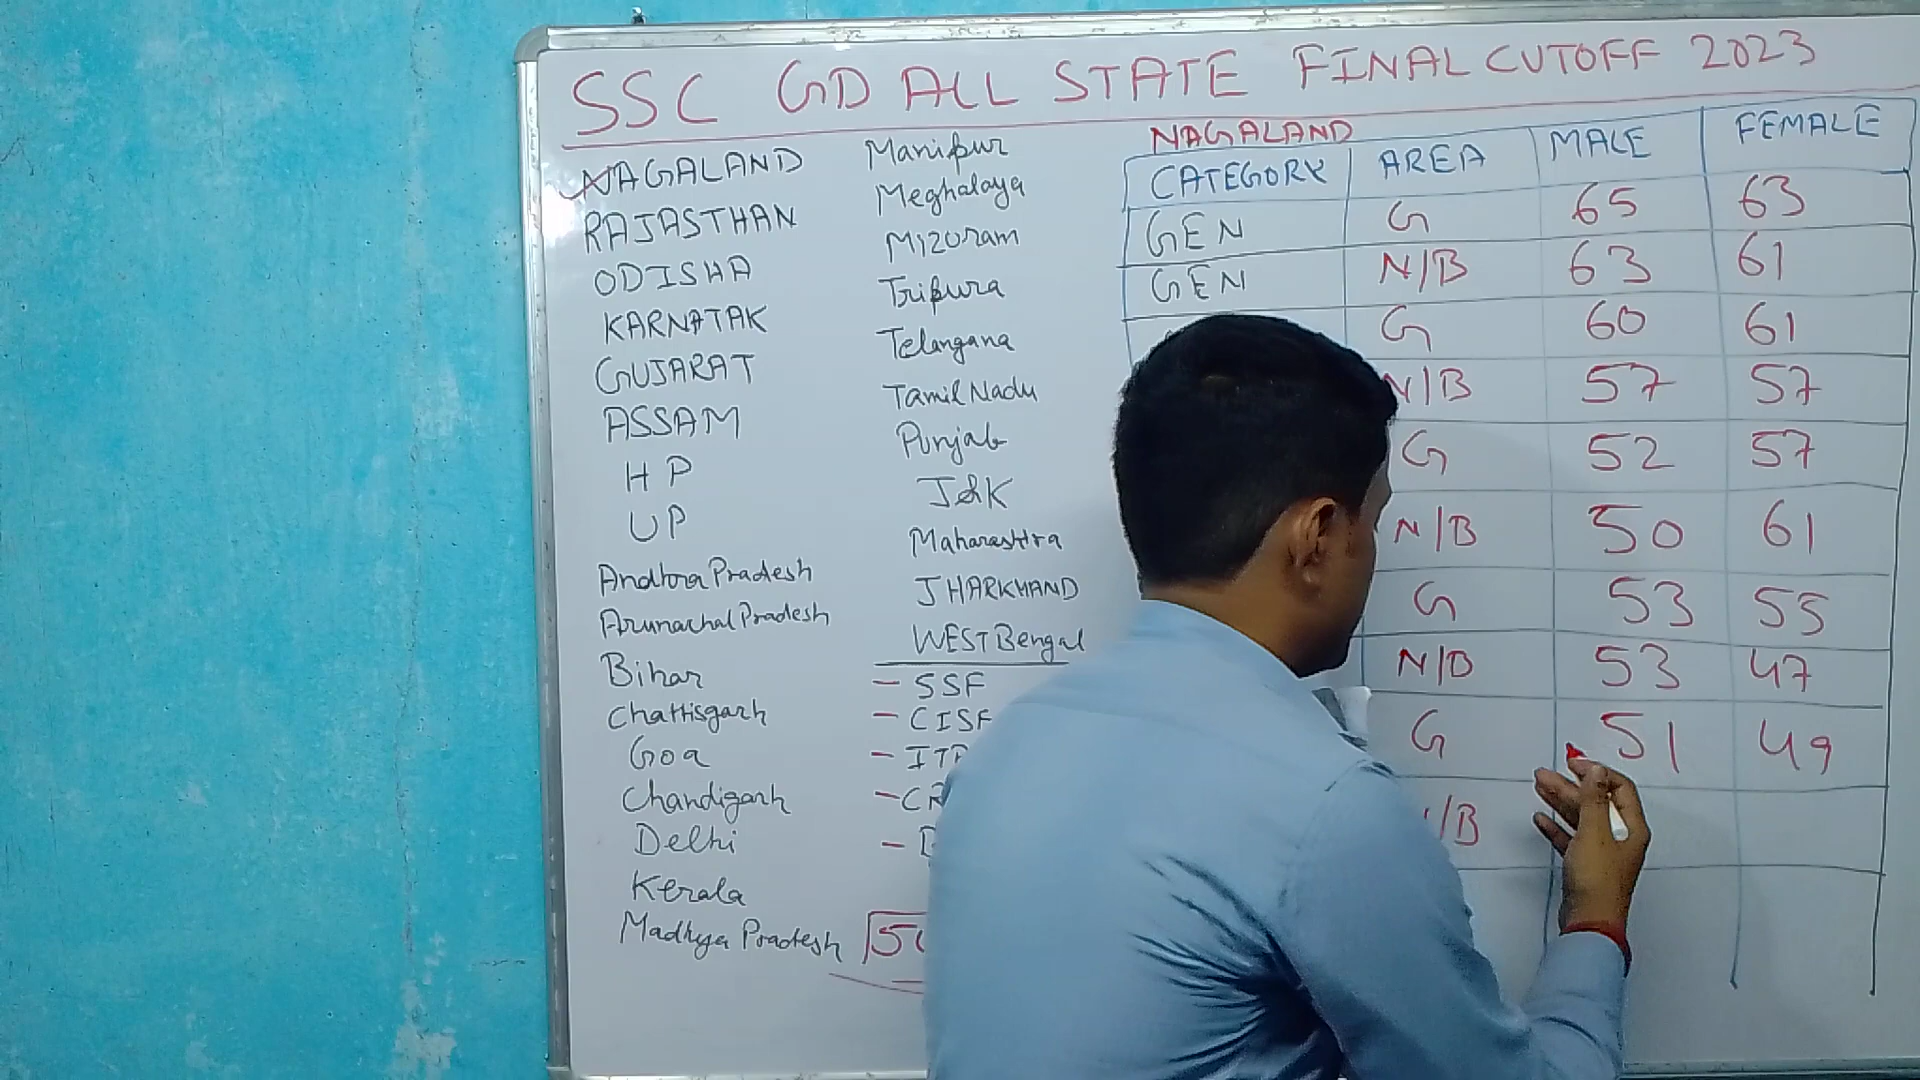 SSC GD ALL STATE FINAL CUTOFF 2023
NAGALAND
RAJASTHAN
ODISHA
KARNATAK
GUJARAT
ASSAM
HP
UP
Andhra Pradesh
Arunachal Pradesh
Bihar
Chattisgarh
Goa
Chandigarh
Delhi
Kerala
Madhya Pradesh
Manipur
Meghalaya
Mizoram
Tripura
Telangana
Tamil Nadu
Punjab
J&K
Maharashtra
JHARKHAND
WEST Bengal
- SSF
- CISF
NAGALAND
CATEGORY AREA MALE FEMALE
GEN G 65 63
GEN N/B 63 61
G 60 61
N/B 57 57
G 52 57
N/B 50 61
G 53 55
N/B 53 47
G 51 49
/B